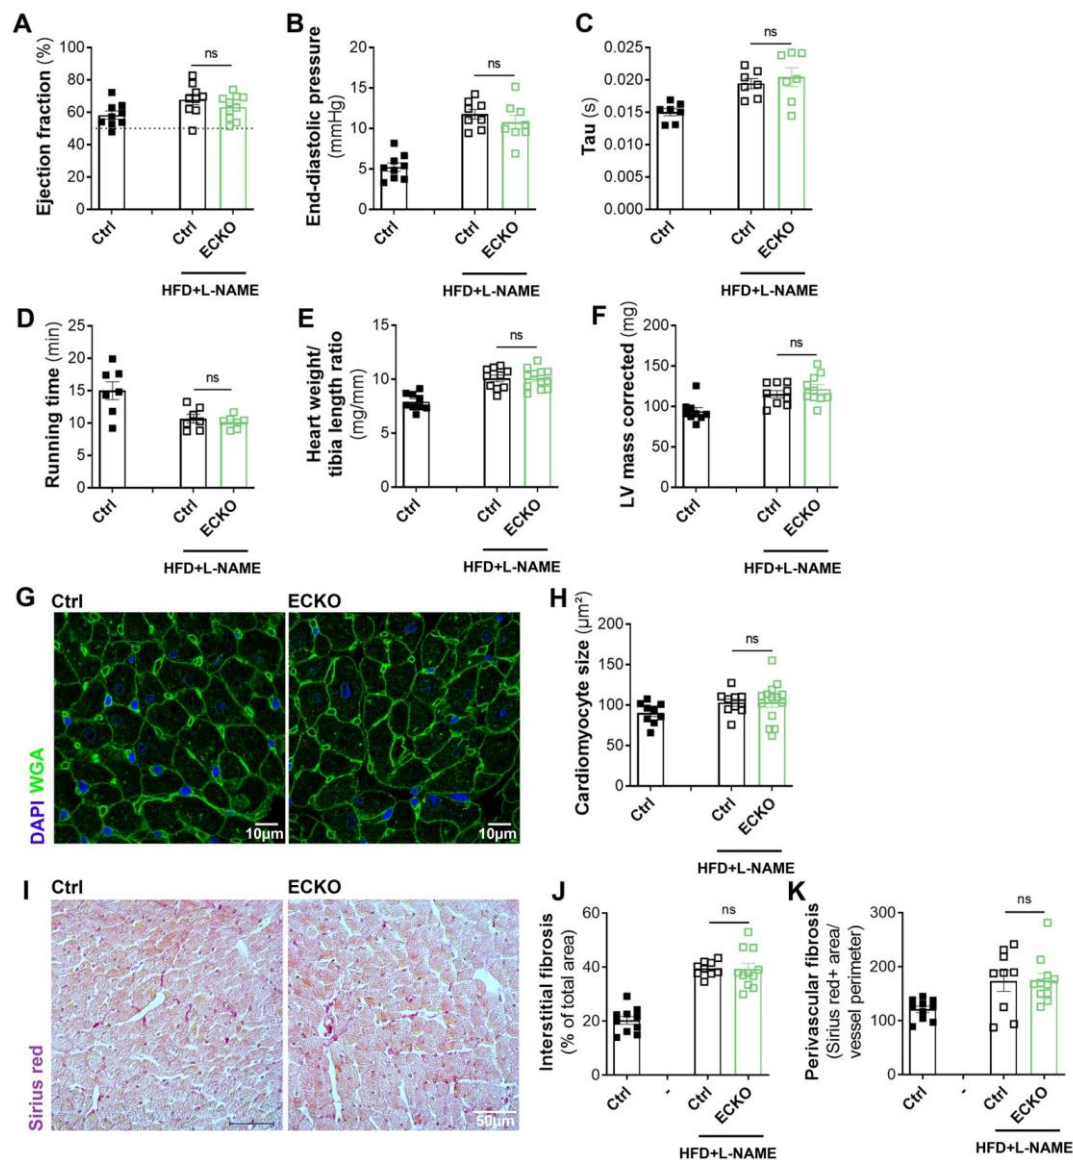 A
Ejection fraction (%)
100
80
60
40
20
0
ns
Ctrl
Ctrl
ECKO
HFD+L-NAME
B
End-diastolic pressure
(mmHg)
20
15
10
5
0
ns
Ctrl
Ctrl
ECKO
HFD+L-NAME
C
Tau (s)
0.025
0.020
0.015
0.010
0.005
0.000
ns
Ctrl
Ctrl
ECKO
HFD+L-NAME
D
Running time (min)
25
20
15
10
5
0
ns
Ctrl
Ctrl
ECKO
HFD+L-NAME
E
Heart weight/
tibia length ratio
(mg/mm)
15
10
5
0
ns
Ctrl
Ctrl
ECKO
HFD+L-NAME
F
LV mass corrected (mg)
200
150
100
50
0
ns
Ctrl
Ctrl
ECKO
HFD+L-NAME
G
Ctrl
ECKO
DAPI WGA
10µm
10µm
H
Cardiomyocyte size (µm²)
200
150
100
50
0
ns
Ctrl
Ctrl
ECKO
HFD+L-NAME
I
Ctrl
ECKO
Sirius red
50µm
J
Interstitial fibrosis
(% of total area)
60
40
20
0
ns
Ctrl
-
Ctrl
ECKO
HFD+L-NAME
K
Perivascular fibrosis
(Sirius red+ area/
vessel perimeter)
300
200
100
0
ns
Ctrl
-
Ctrl
ECKO
HFD+L-NAME